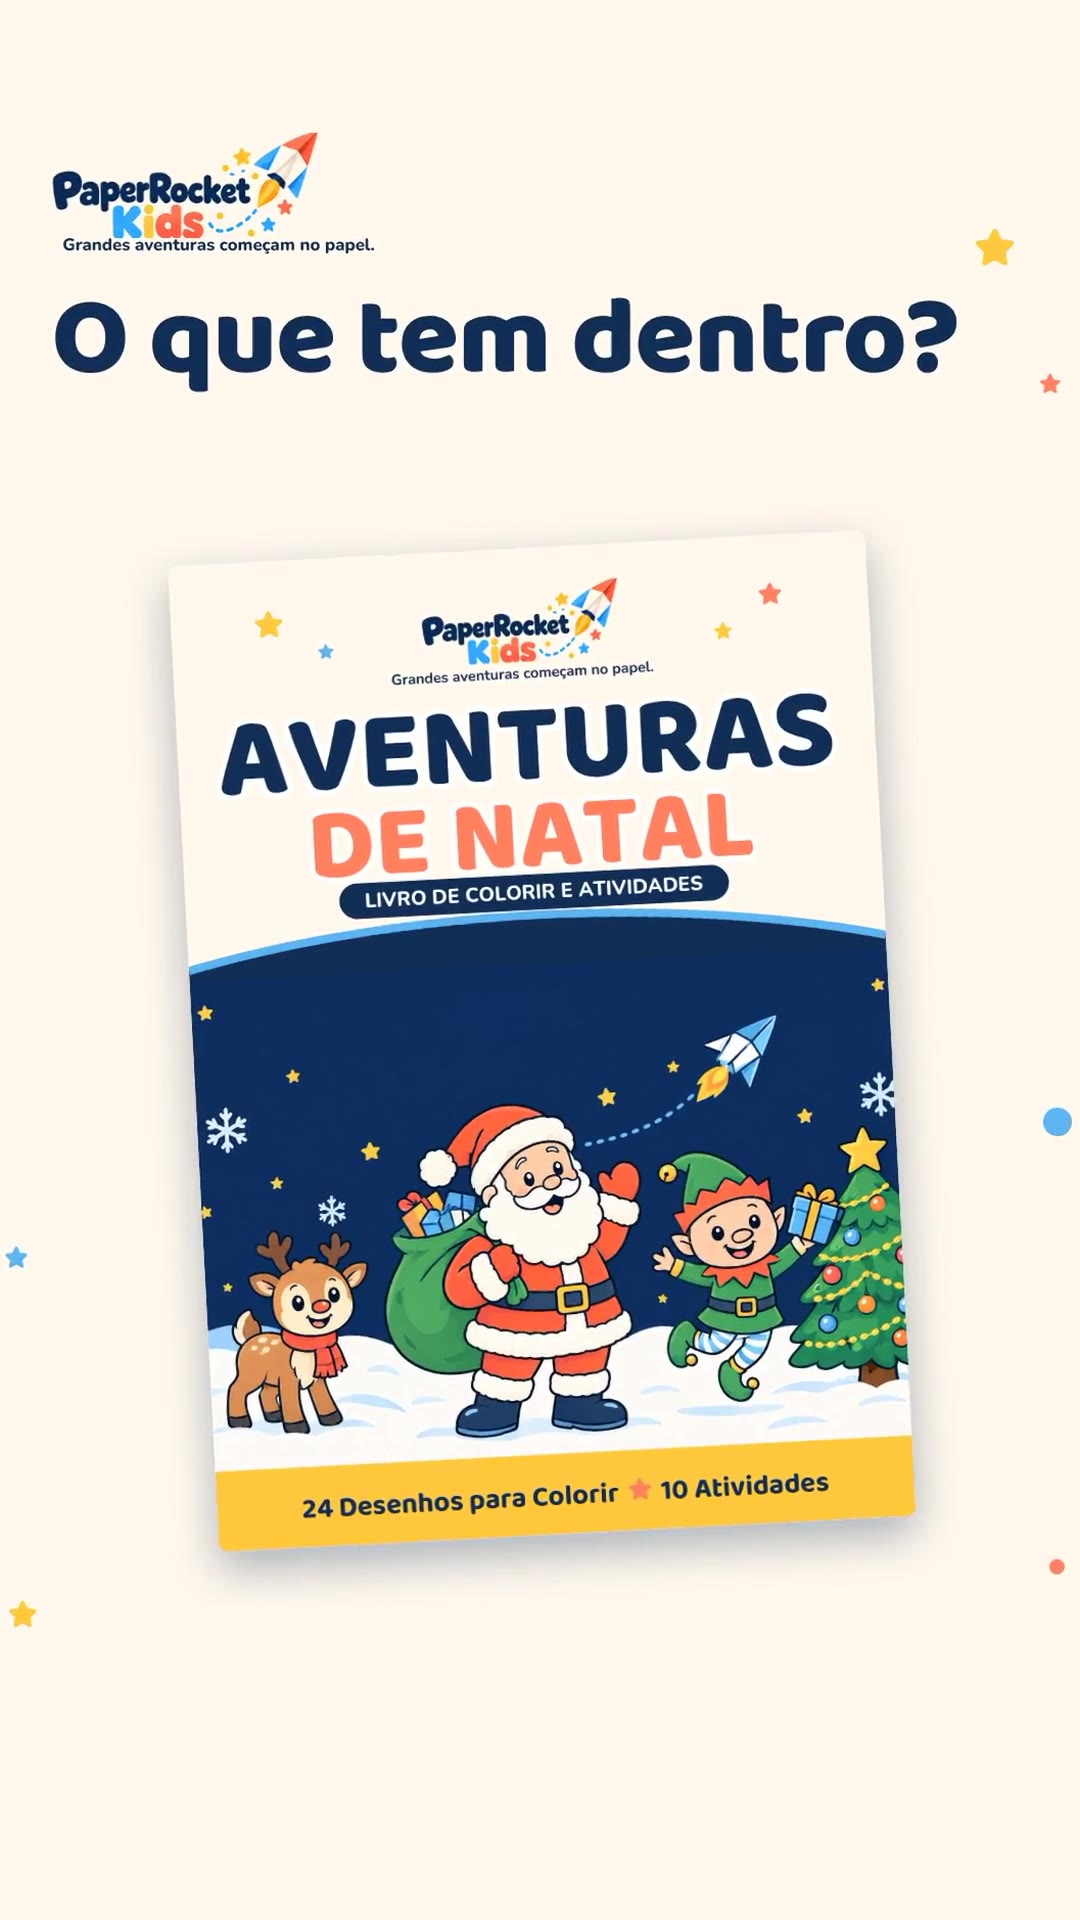 PaperRocket
Kids
Grandes aventuras começam no papel.
O que tem dentro?
PaperRocket
Kids
Grandes aventuras começam no papel.
AVENTURAS
DE NATAL
LIVRO DE COLORIR E ATIVIDADES
24 Desenhos para Colorir 10 Atividades